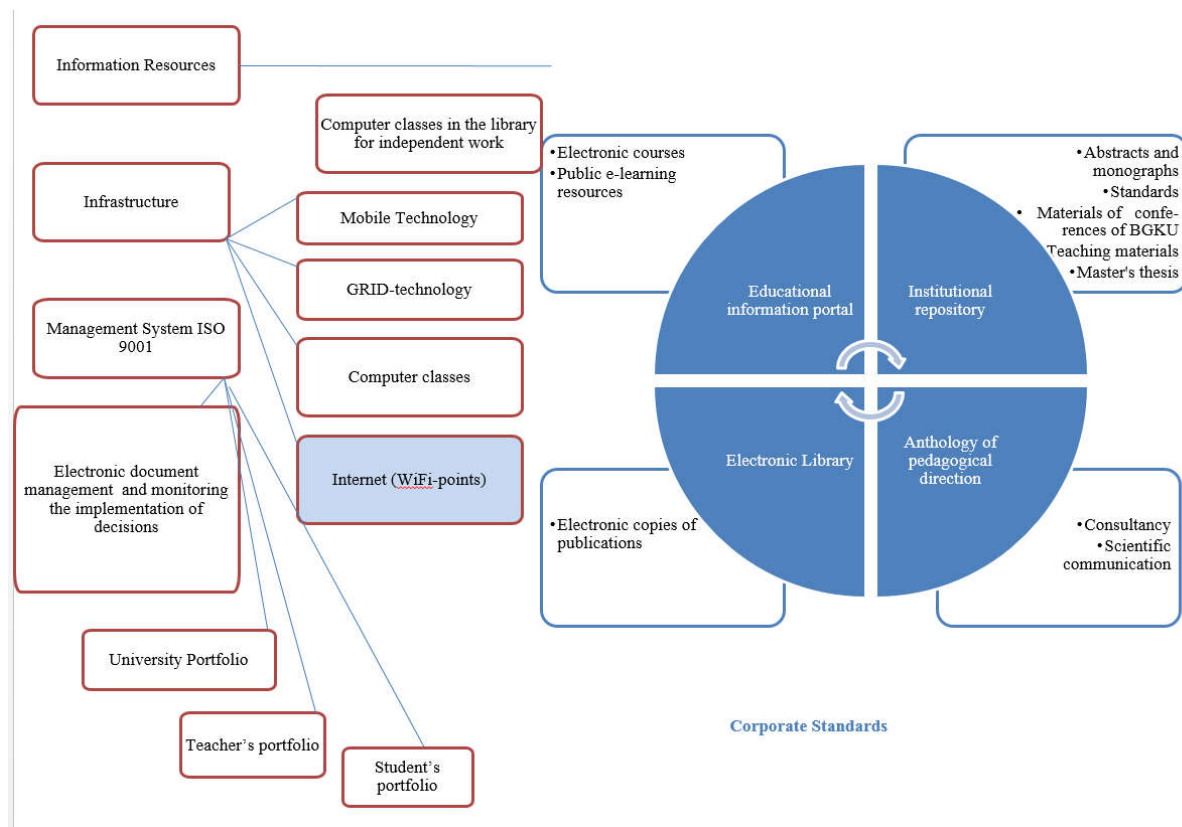 Information Resources
Computer classes in the library
for independent work
Infrastructure
Mobile Technology
GRID-technology
Management System ISO
9001
Computer classes
Electronic document
management and monitoring
the implementation of
decisions
Internet (WiFi-points)
University Portfolio
Teacher’s portfolio
Student’s
portfolio
•Electronic courses
•Public e-learning
resources
•Abstracts and
monographs
•Standards
• Materials of confe-
rences of BGKU
Teaching materials
•Master's thesis
Educational
information portal
Institutional
repository
Electronic Library
Anthology of
pedagogical
direction
•Electronic copies of
publications
•Consultancy
•Scientific
communication
Corporate Standards